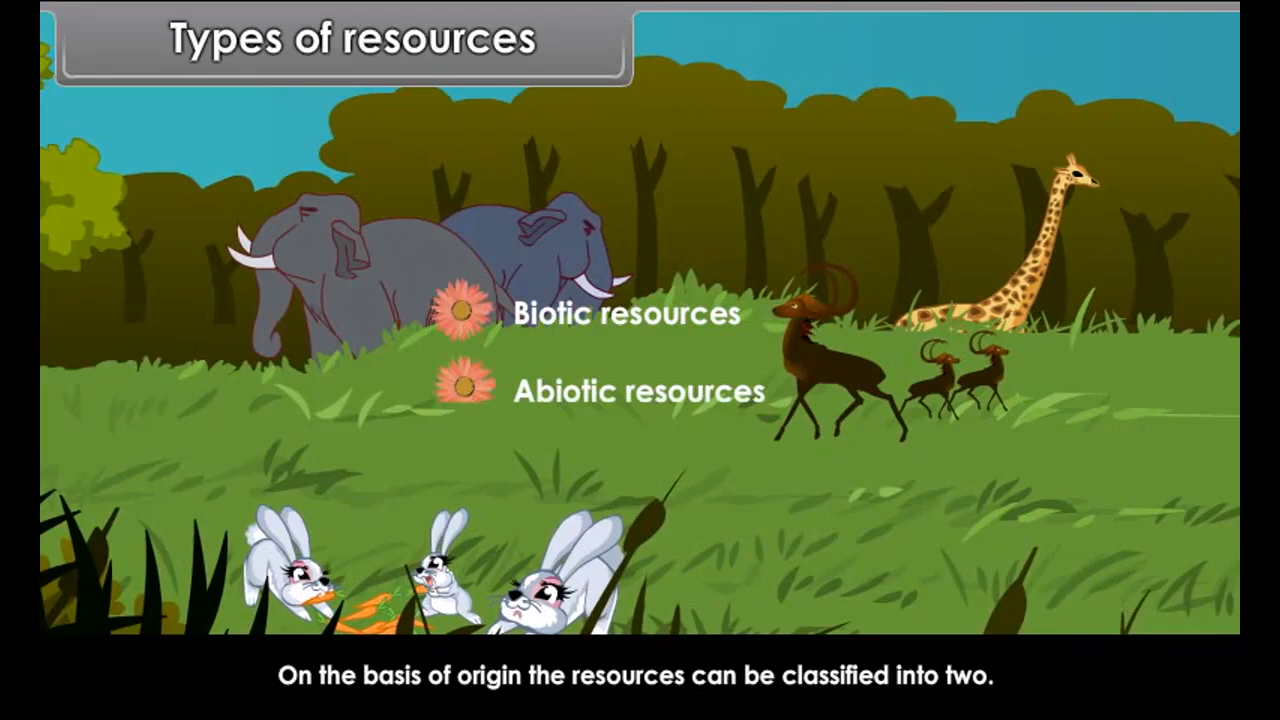 Types of resources
Biotic resources
Abiotic resources
On the basis of origin the resources can be classified into two.